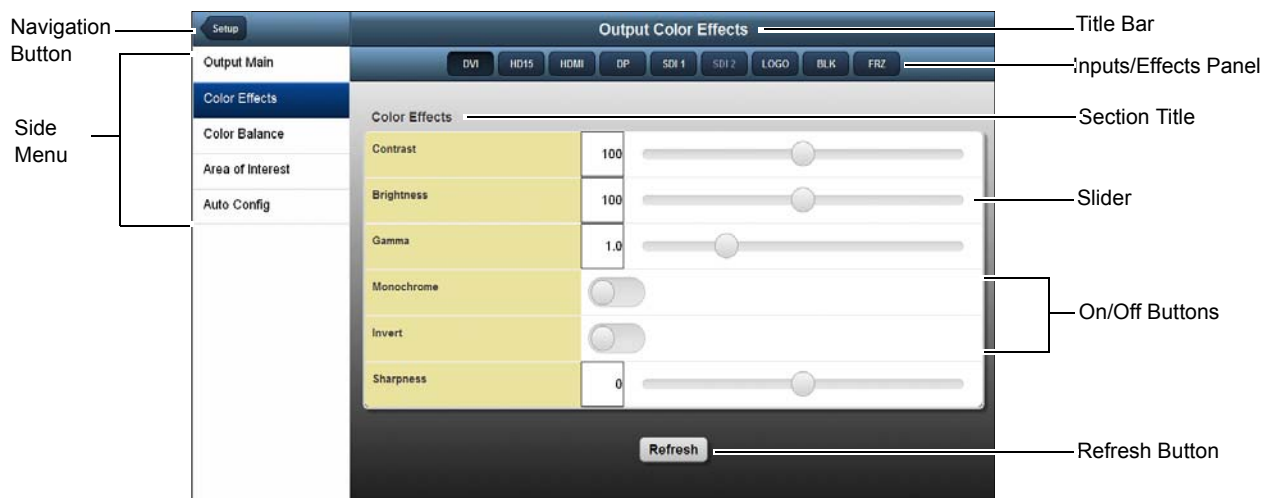 Navigation
Button
Setup
Output Color Effects
Title Bar
Output Main
DVI HD15 HDMI DP SDI 1 SDI 2 LOGO BLK FRZ
Inputs/Effects Panel
Side
Menu
Color Effects
Color Balance
Area of Interest
Auto Config
Color Effects
Section Title
Contrast 100
Brightness 100
Slider
Gamma 1.0
Monochrome
Invert
On/Off Buttons
Sharpness 0
Refresh
Refresh Button